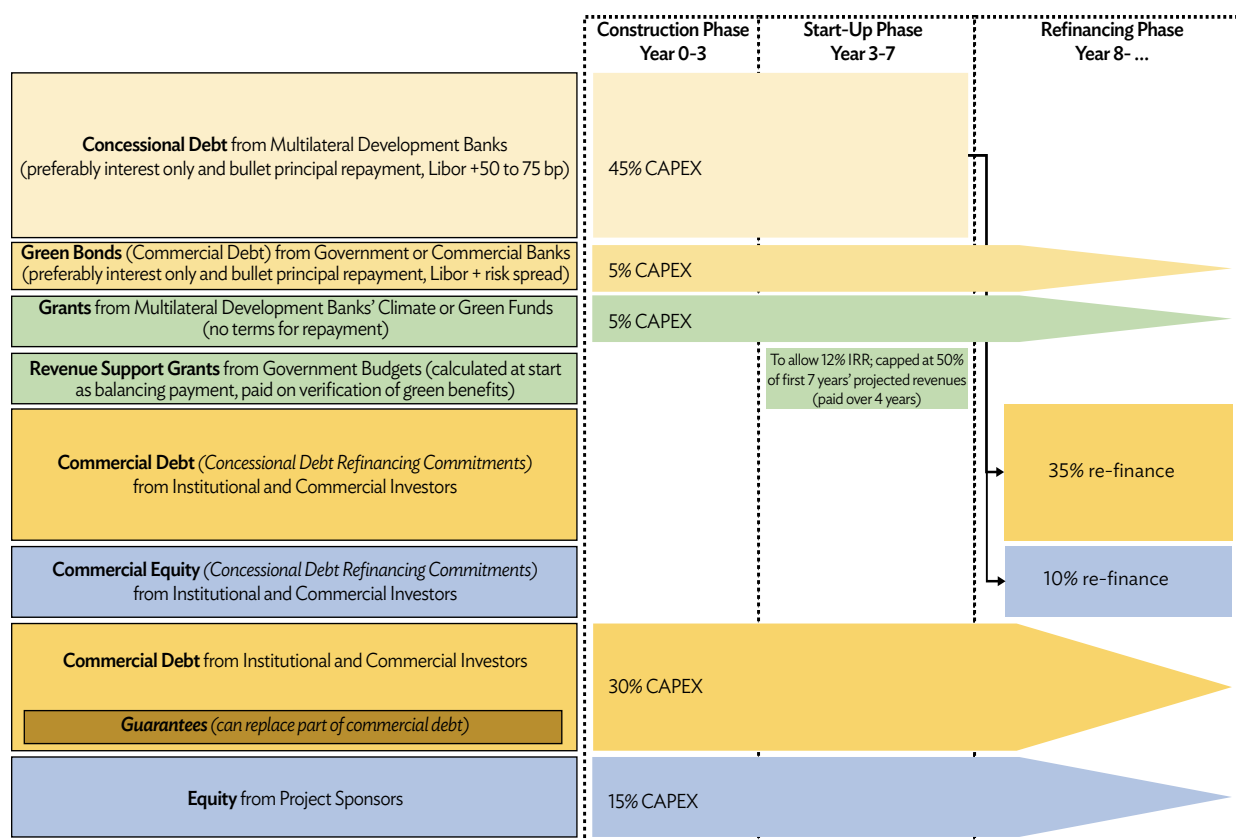 Construction Phase
Year 0-3
Start-Up Phase
Year 3-7
Refinancing Phase
Year 8- ...
Concessional Debt from Multilateral Development Banks
(preferably interest only and bullet principal repayment, Libor +50 to 75 bp)
45% CAPEX
Green Bonds (Commercial Debt) from Government or Commercial Banks
(preferably interest only and bullet principal repayment, Libor + risk spread)
5% CAPEX
Grants from Multilateral Development Banks' Climate or Green Funds
(no terms for repayment)
5% CAPEX
Revenue Support Grants from Government Budgets (calculated at start
as balancing payment, paid on verification of green benefits)
To allow 12% IRR; capped at 50%
of first 7 years' projected revenues
(paid over 4 years)
Commercial Debt (Concessional Debt Refinancing Commitments)
from Institutional and Commercial Investors
35% re-finance
Commercial Equity (Concessional Debt Refinancing Commitments)
from Institutional and Commercial Investors
10% re-finance
Commercial Debt from Institutional and Commercial Investors
30% CAPEX
Guarantees (can replace part of commercial debt)
Equity from Project Sponsors
15% CAPEX